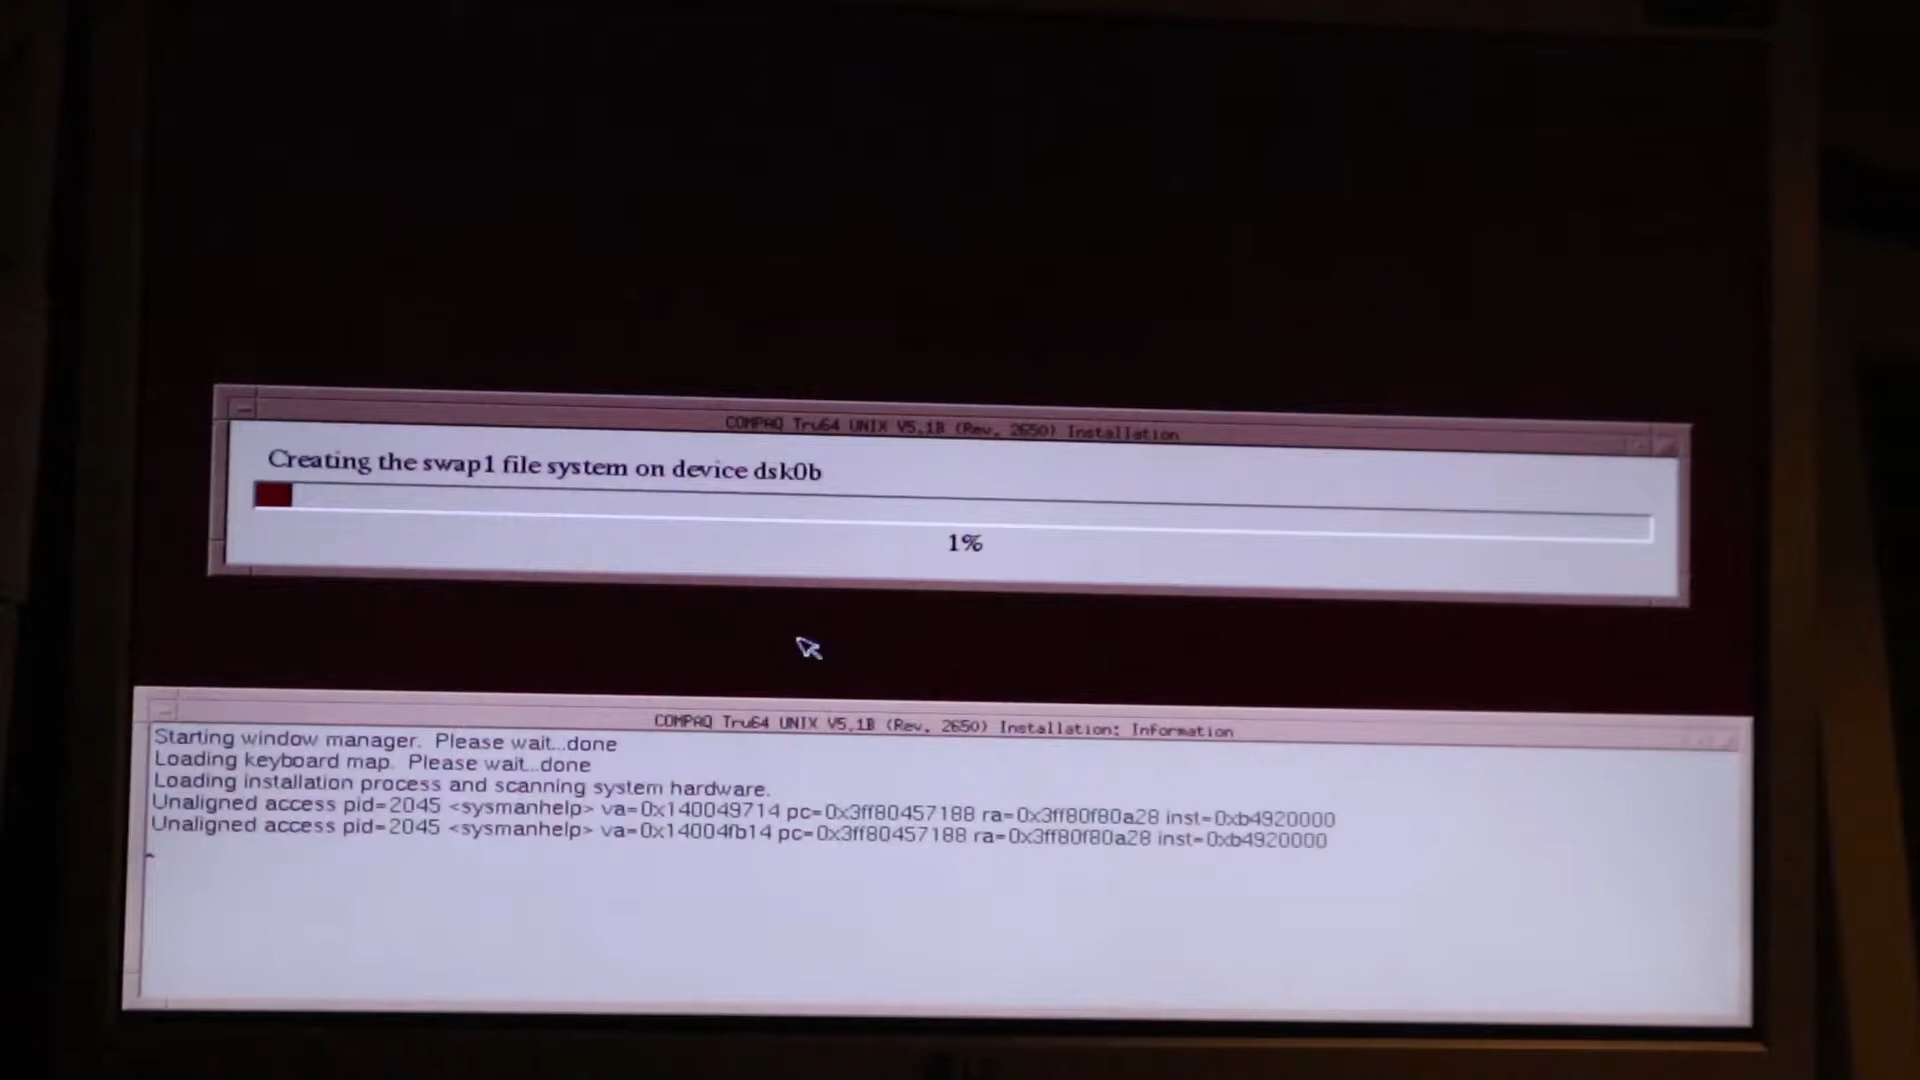 COMPAQ Tru64 UNIX V5.1B (Rev. 2650) Installation
Creating the swap1 file system on device dsk0b
1%
COMPAQ Tru64 UNIX V5.1B (Rev. 2650) Installation: Information
Starting window manager.  Please wait...done
Loading keyboard map.  Please wait...done
Loading installation process and scanning system hardware.
Unaligned access pid=2045 <sysmanhelp> va=0x140049714 pc=0x3ff80457188 ra=0x3ff80f80a28 inst=0xb4920000
Unaligned access pid=2045 <sysmanhelp> va=0x14004fb14 pc=0x3ff80457188 ra=0x3ff80f80a28 inst=0xb4920000